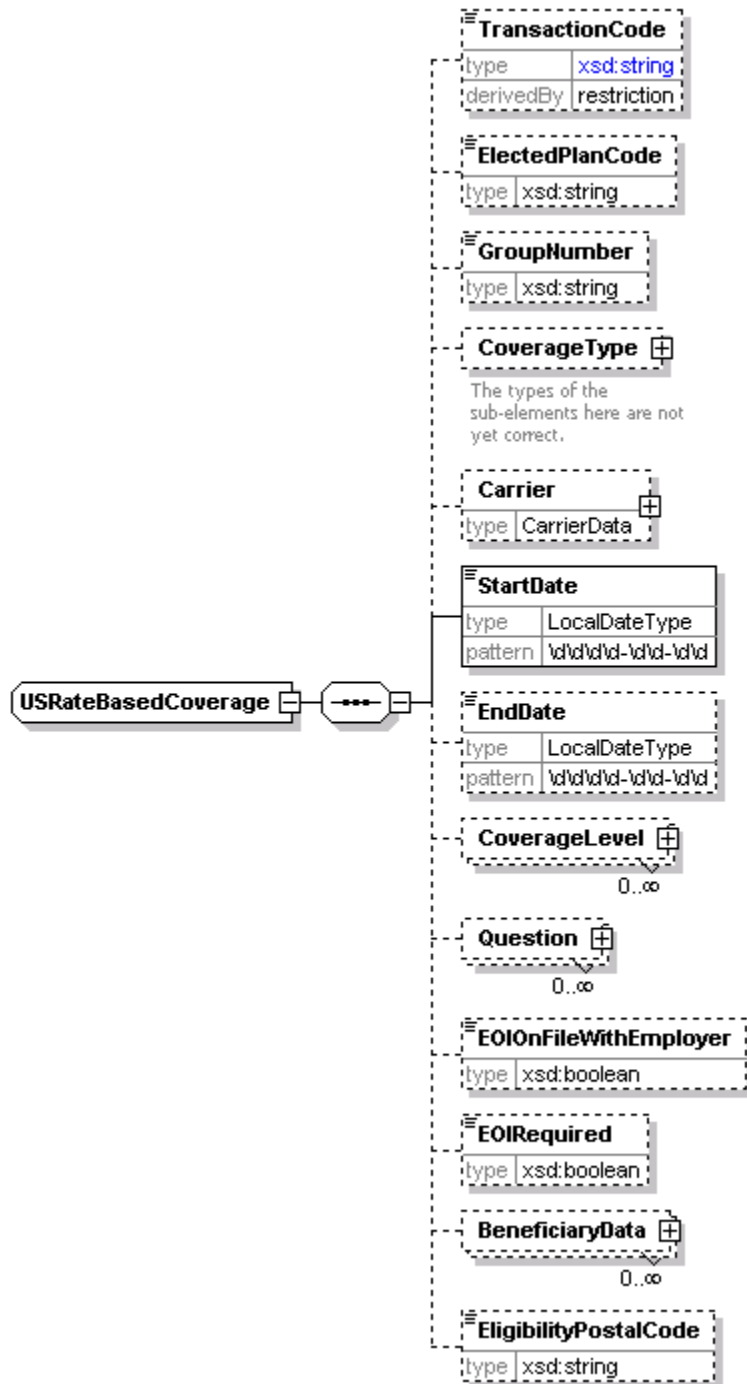 TransactionCode
type xsd:string
derivedBy restriction
ElectedPlanCode
type xsd:string
GroupNumber
type xsd:string
CoverageType
The types of the
sub-elements here are not
yet correct.
Carrier
type CarrierData
StartDate
type LocalDateType
pattern \d\d\d\d-\d\d-\d\d
USRateBasedCoverage
EndDate
type LocalDateType
pattern \d\d\d\d-\d\d-\d\d
CoverageLevel
0..∞
Question
0..∞
EOIOnFileWithEmployer
type xsd:boolean
EOIRequired
type xsd:boolean
BeneficiaryData
0..∞
EligibilityPostalCode
type xsd:string